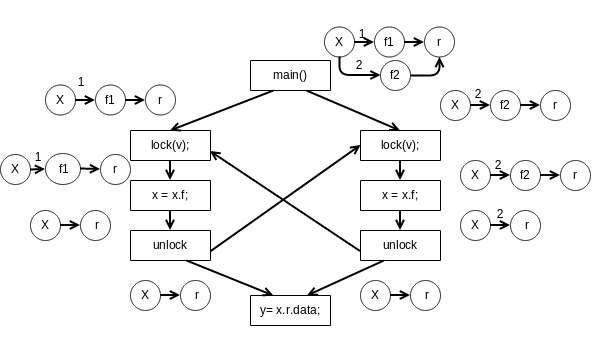 X 1 f1 r
2 f2
main()
1
X f1 r
X 2 f2 r
lock(v);
lock(v);
X 1 f1 r
X 2 f2 r
x = x.f;
x = x.f;
X r
X 2 r
unlock
unlock
X r
X r
y= x.r.data;